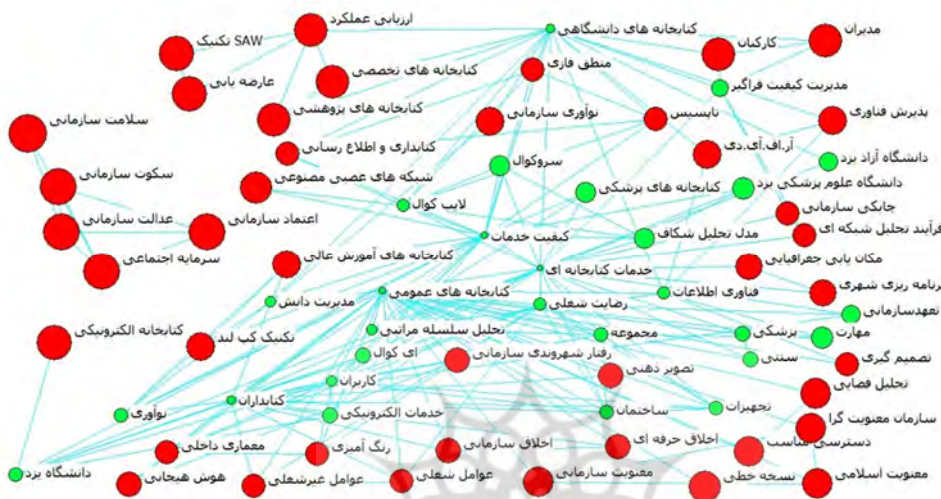 ارزیابی عملکرد
کتابخانه های دانشگاهی
کارکنان
مدیران
تکنیک SAW
کتابخانه های تخصصی
منطق فازی
عارضه یابی
مدیریت کیفیت فراگیر
کتابخانه های پژوهشی
نوآوری سازمانی
تاپسیس
پذیرش فناوری
سلامت سازمانی
کتابداری و اطلاع رسانی
آر.اف.آی.دی
دانشگاه آزاد یزد
سروکوال
سکوت سازمانی
شبکه های عصبی مصنوعی
کتابخانه های پزشکی
دانشگاه علوم پزشکی یزد
لایب کوال
چابکی سازمانی
عدالت سازمانی
اعتماد سازمانی
کیفیت خدمات
مدل تحلیل شکاف
فرآیند تحلیل شبکه ای
سرمایه اجتماعی
کتابخانه های آموزش عالی
خدمات کتابخانه ای
مکان یابی جغرافیایی
کتابخانه های عمومی
فناوری اطلاعات
برنامه ریزی شهری
مدیریت دانش
رضایت شغلی
تعهدسازمانی
کتابخانه الکترونیکی
تکنیک کپ لند
تحلیل سلسله مراتبی
مجموعه
پزشکی
مهارت
ای کوال
رفتار شهروندی سازمانی
سنتی
تصمیم گیری
کاربران
تصویر ذهنی
تحلیل فضایی
کتابداران
نوآوری
خدمات الکترونیکی
ساختمان
تجهیزات
سازمان معنویت گرا
معماری داخلی
رنگ آمیزی
اخلاق سازمانی
اخلاق حرفه ای
دسترسی مناسب
دانشگاه یزد
هوش هیجانی
عوامل غیرشغلی
عوامل شغلی
معنویت سازمانی
نسخه خطی
معنویت اسلامی